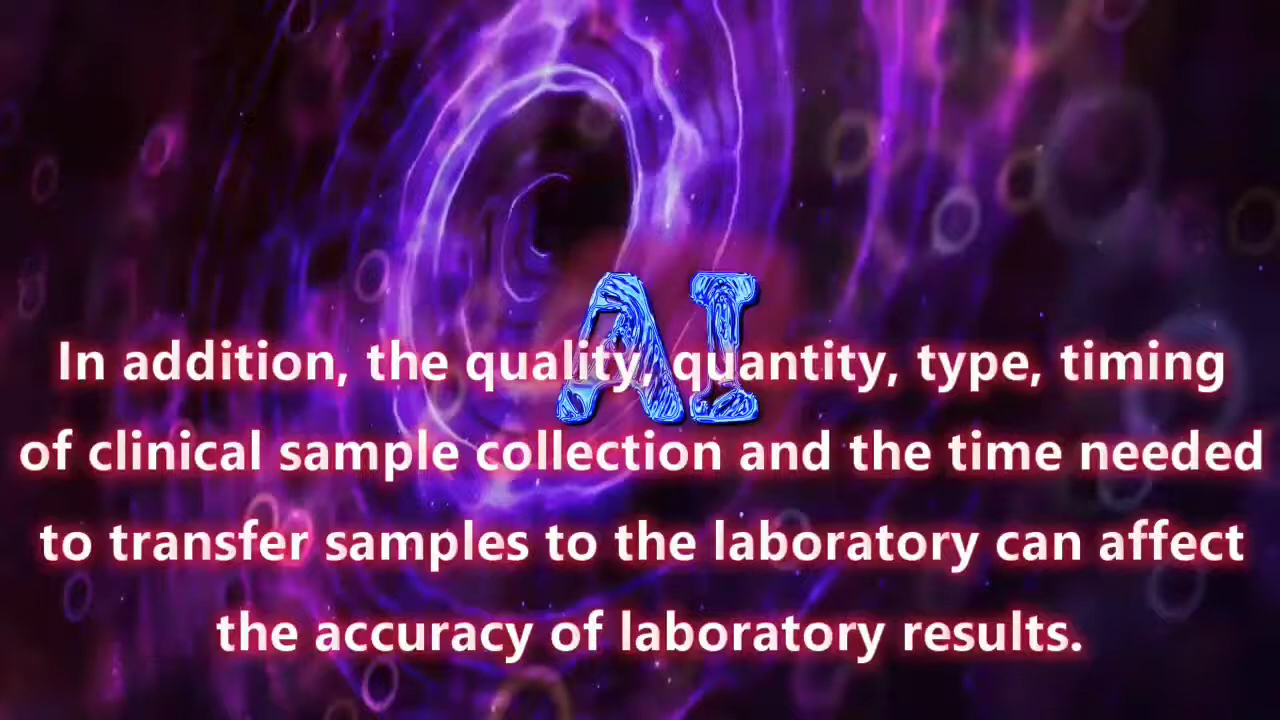 AI
In addition, the quality, quantity, type, timing
of clinical sample collection and the time needed
to transfer samples to the laboratory can affect
the accuracy of laboratory results.